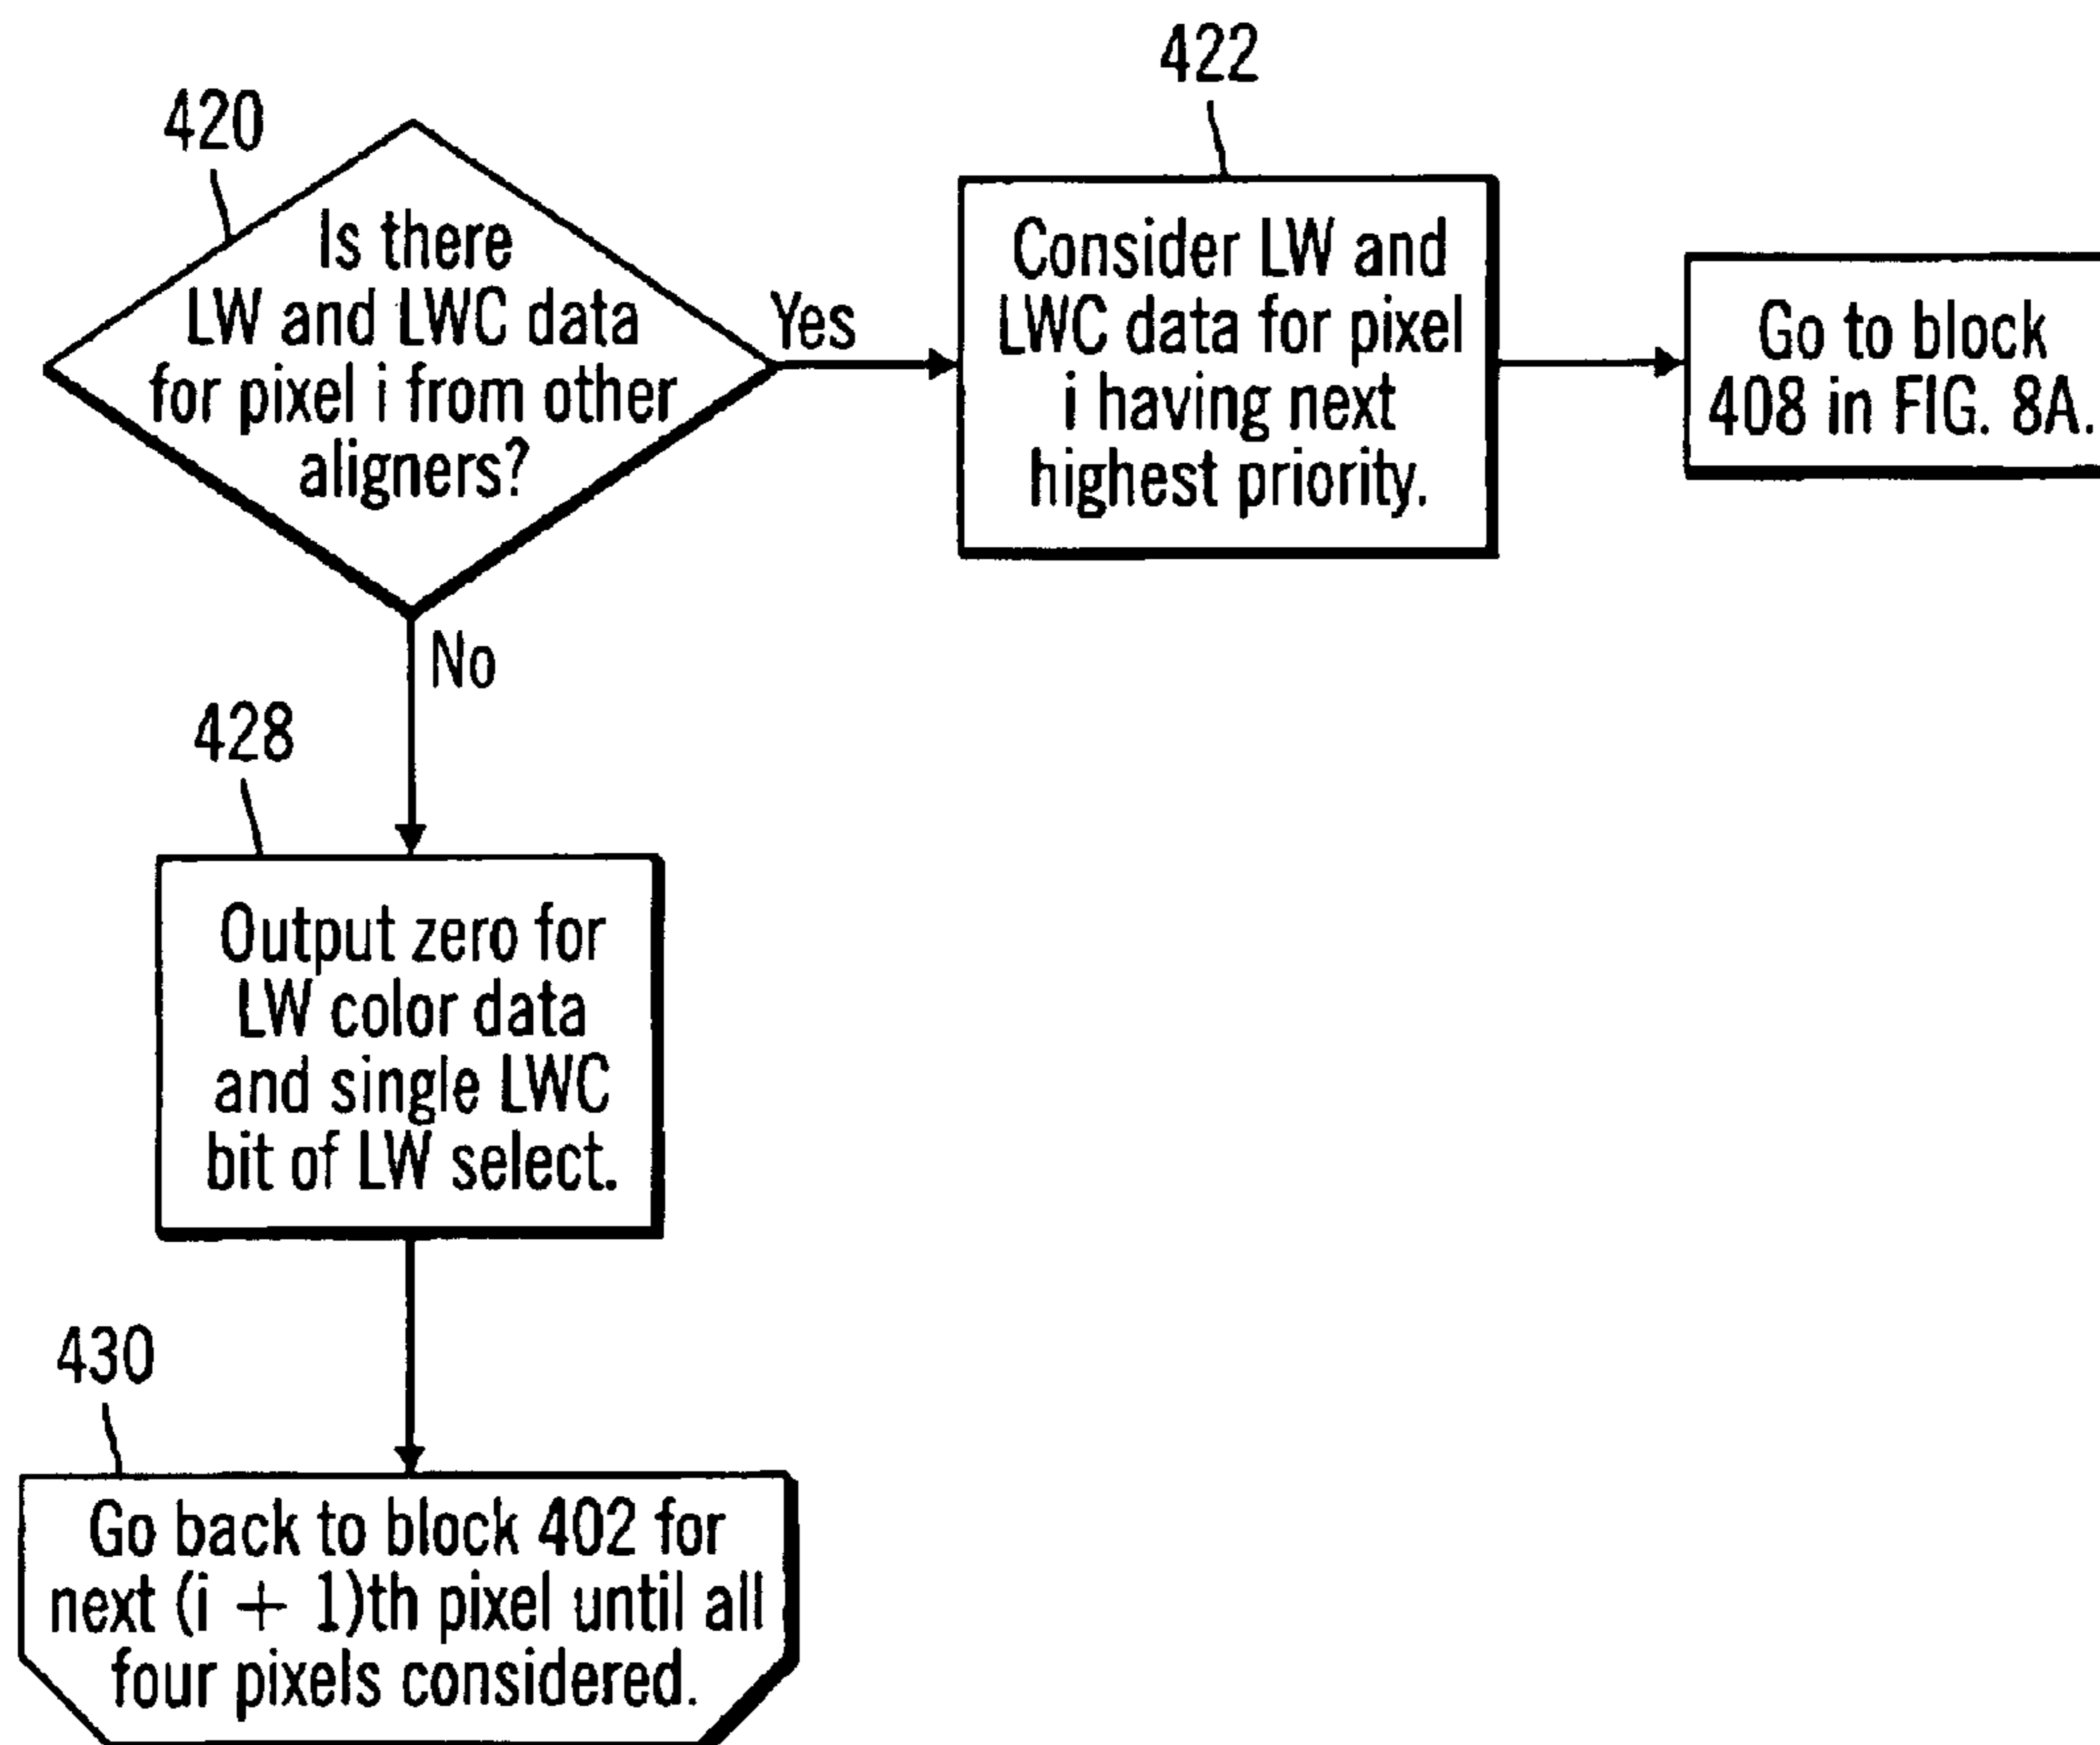 420
Is there
LW and LWC data
for pixel i from other
aligners?
Yes
422
Consider LW and
LWC data for pixel
i having next
highest priority.
Go to block
408 in FIG. 8A.
No
428
Output zero for
LW color data
and single LWC
bit of LW select.
430
Go back to block 402 for
next (i + 1)th pixel until all
four pixels considered.